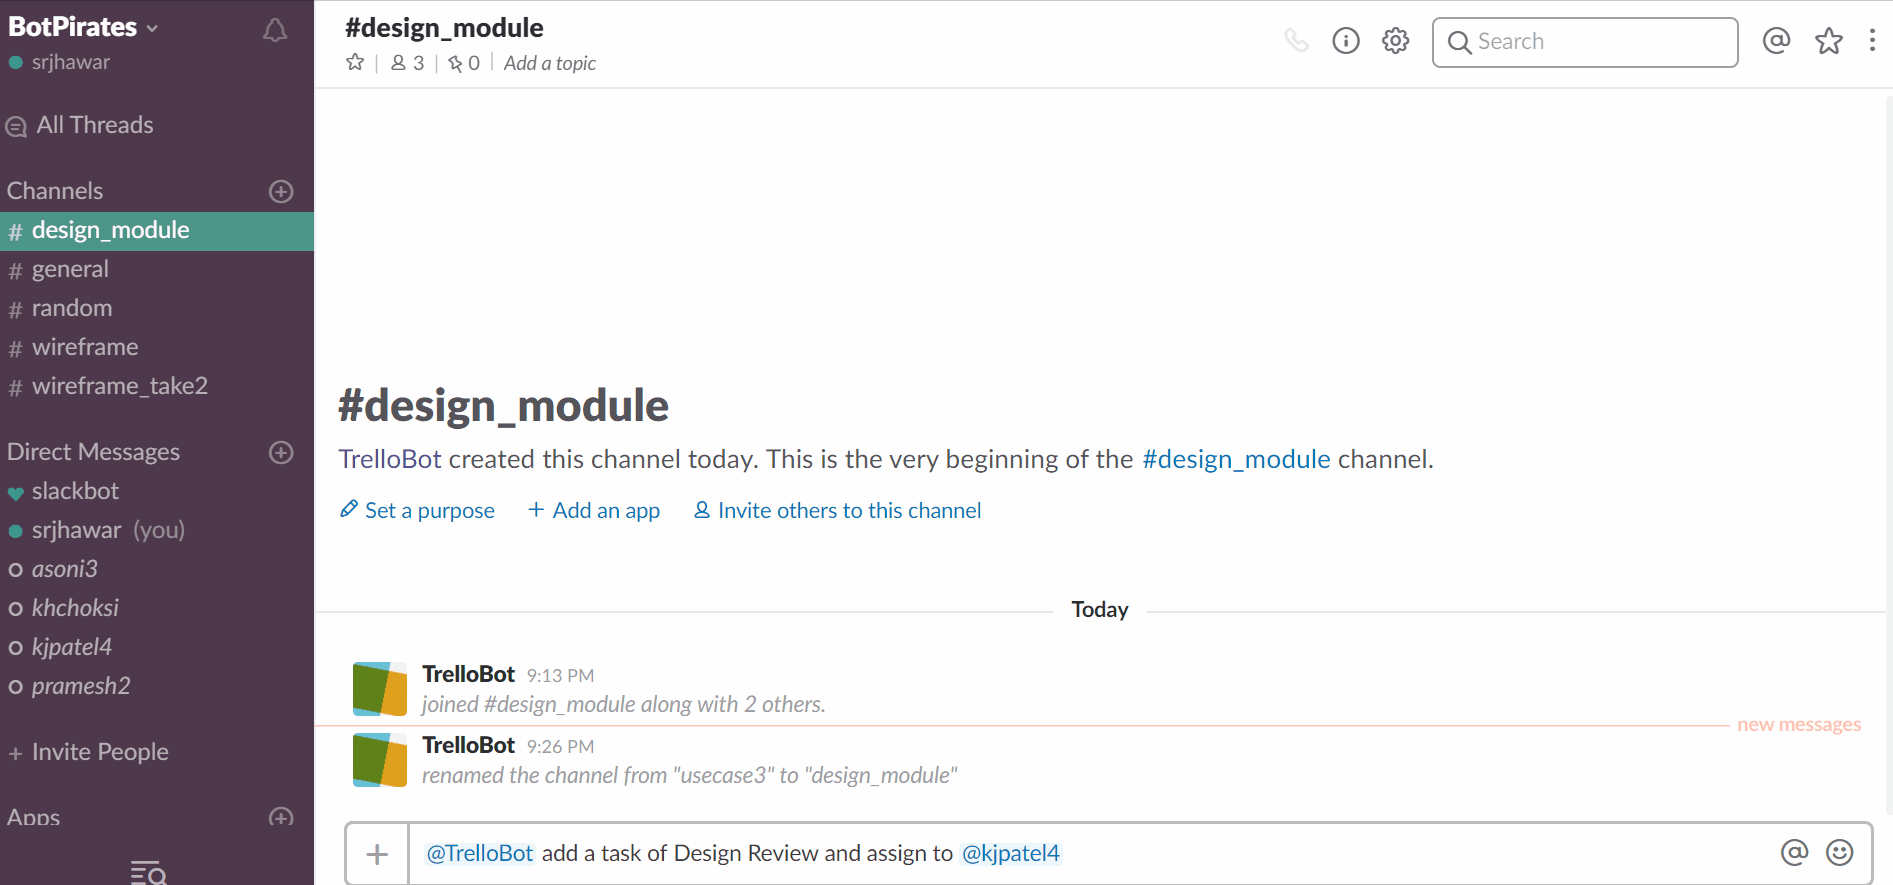 BotPirates
srjhawar
All Threads
Channels
# design_module
# general
# random
# wireframe
# wireframe_take2
Direct Messages
slackbot
srjhawar (you)
asoni3
khchoksi
kjpatel4
pramesh2
+ Invite People
Apps
#design_module
3 | 0 | Add a topic
Search
#design_module
TrelloBot created this channel today. This is the very beginning of the #design_module channel.
Set a purpose + Add an app Invite others to this channel
Today
TrelloBot 9:13 PM
joined #design_module along with 2 others.
new messages
TrelloBot 9:26 PM
renamed the channel from "usecase3" to "design_module"
@TrelloBot add a task of Design Review and assign to @kjpatel4